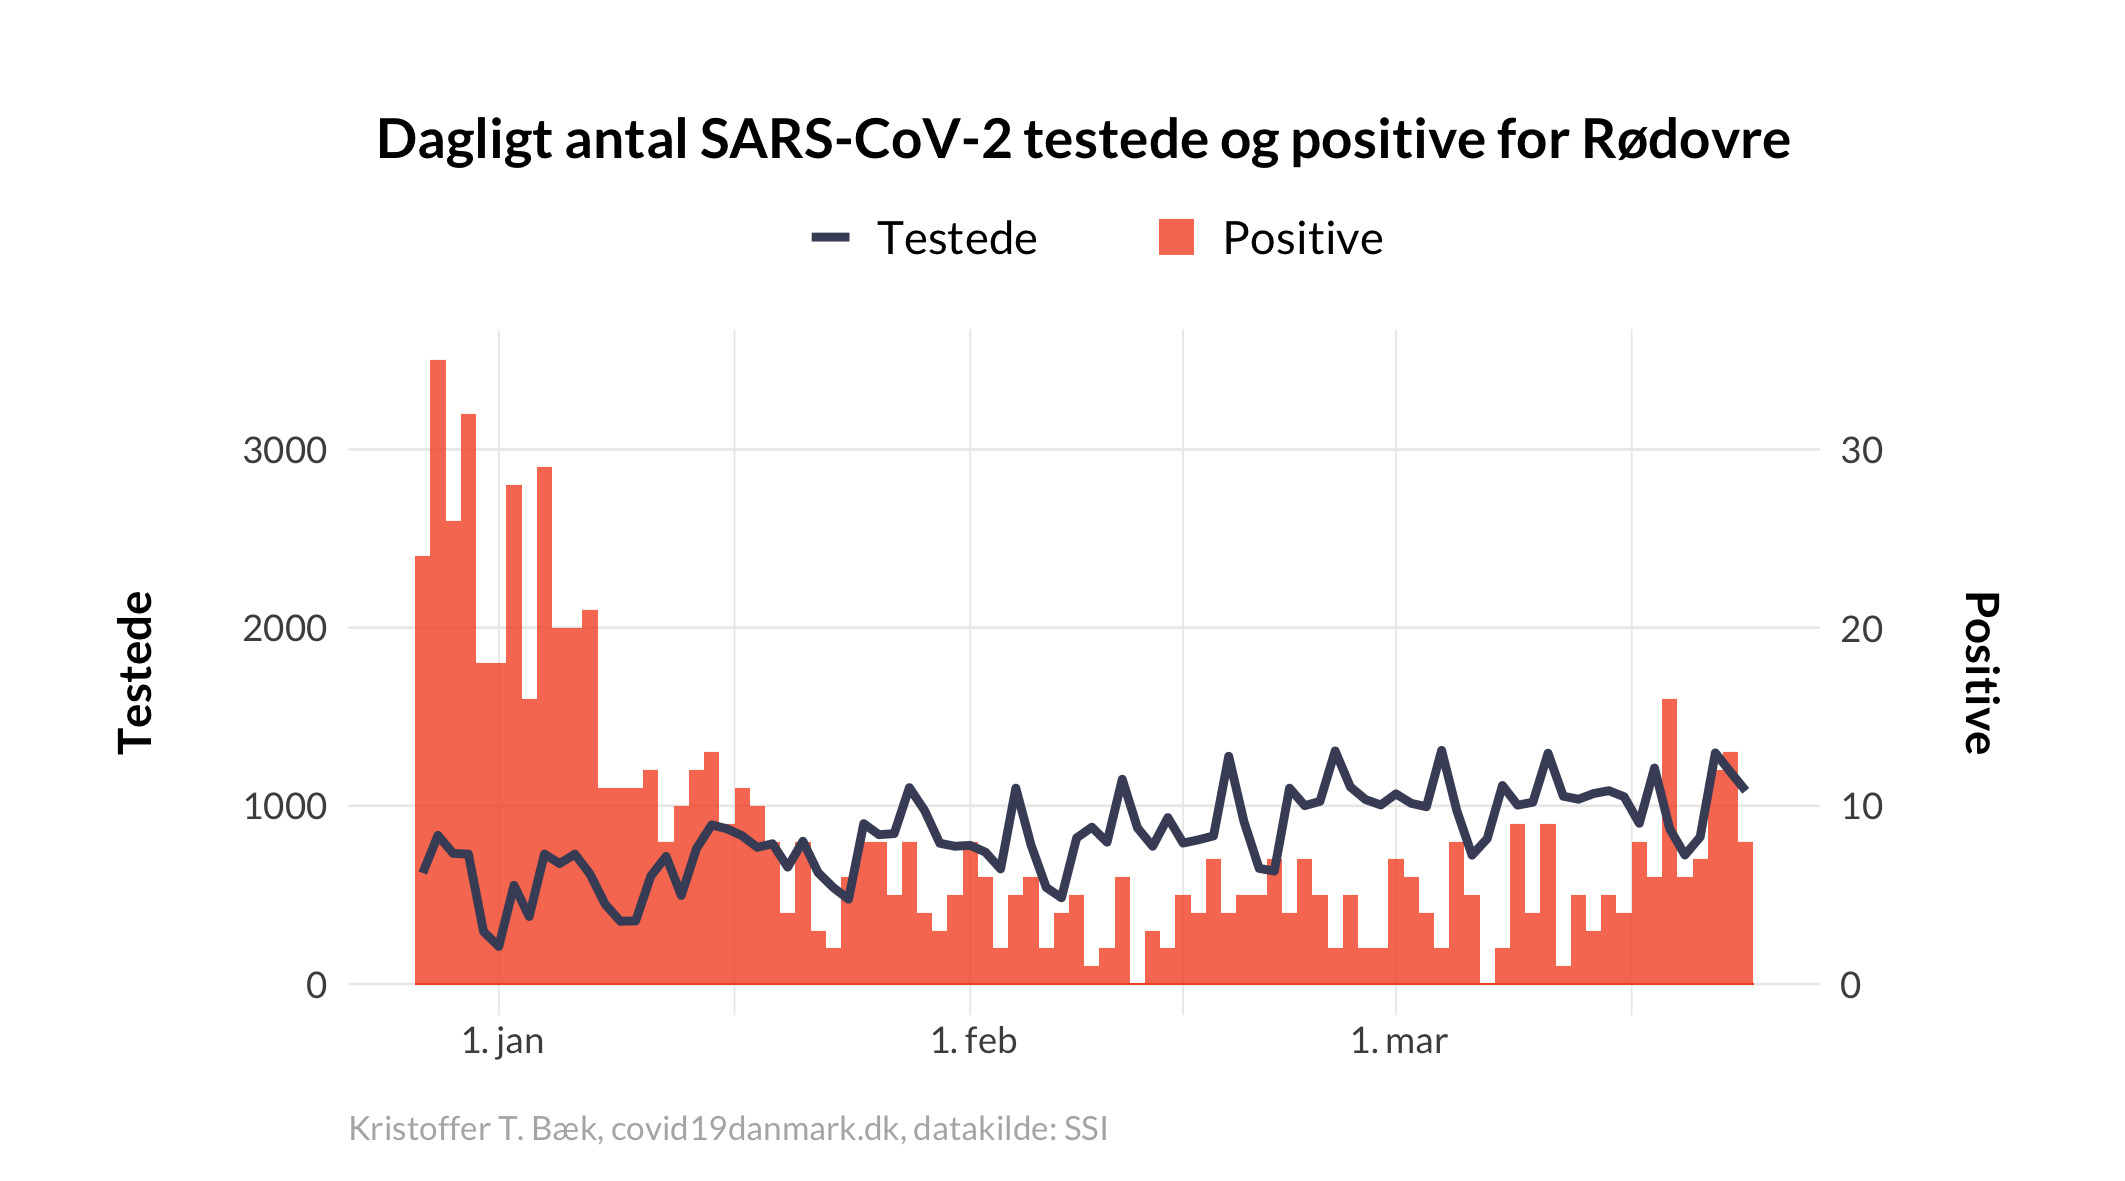 Dagligt antal SARS-CoV-2 testede og positive for Rødovre
Testede
Positive
3000
2000
1000
0
Testede
30
20
10
0
Positive
1. jan
1. feb
1. mar
Kristoffer T. Bæk, covid19danmark.dk, datakilde: SSI